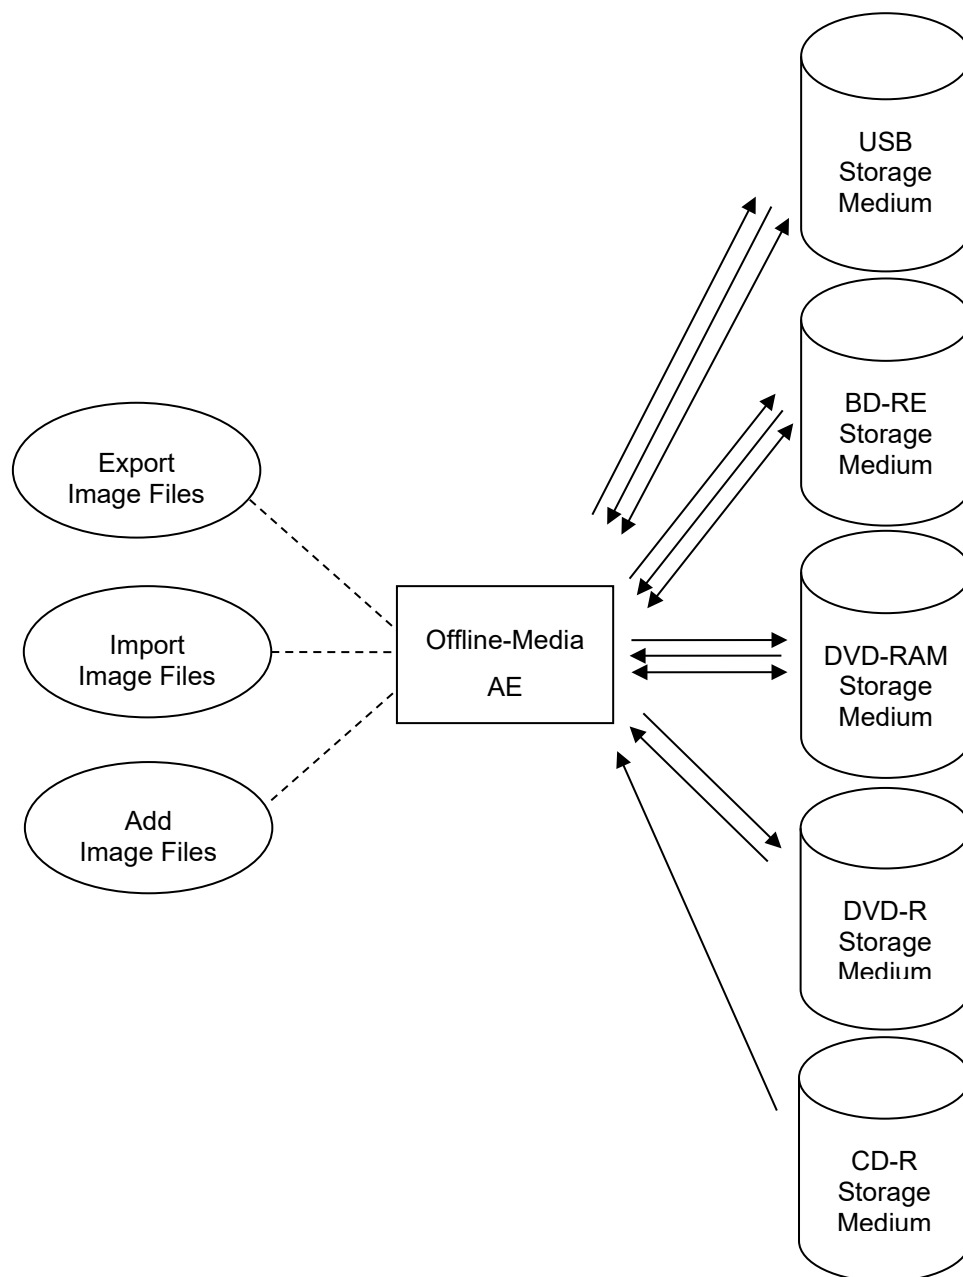 Export
Image Files
Import
Image Files
Add
Image Files
Offline-Media
AE
USB
Storage
Medium
BD-RE
Storage
Medium
DVD-RAM
Storage
Medium
DVD-R
Storage
Medium
CD-R
Storage
Medium